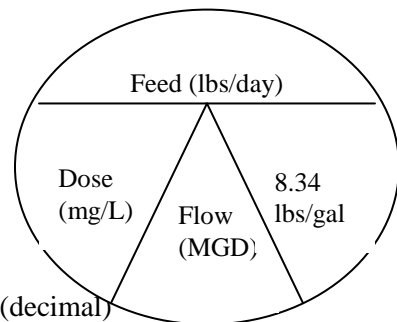 Feed (lbs/day)
Dose
(mg/L)
Flow
(MGD)
8.34
lbs/gal
(decimal)